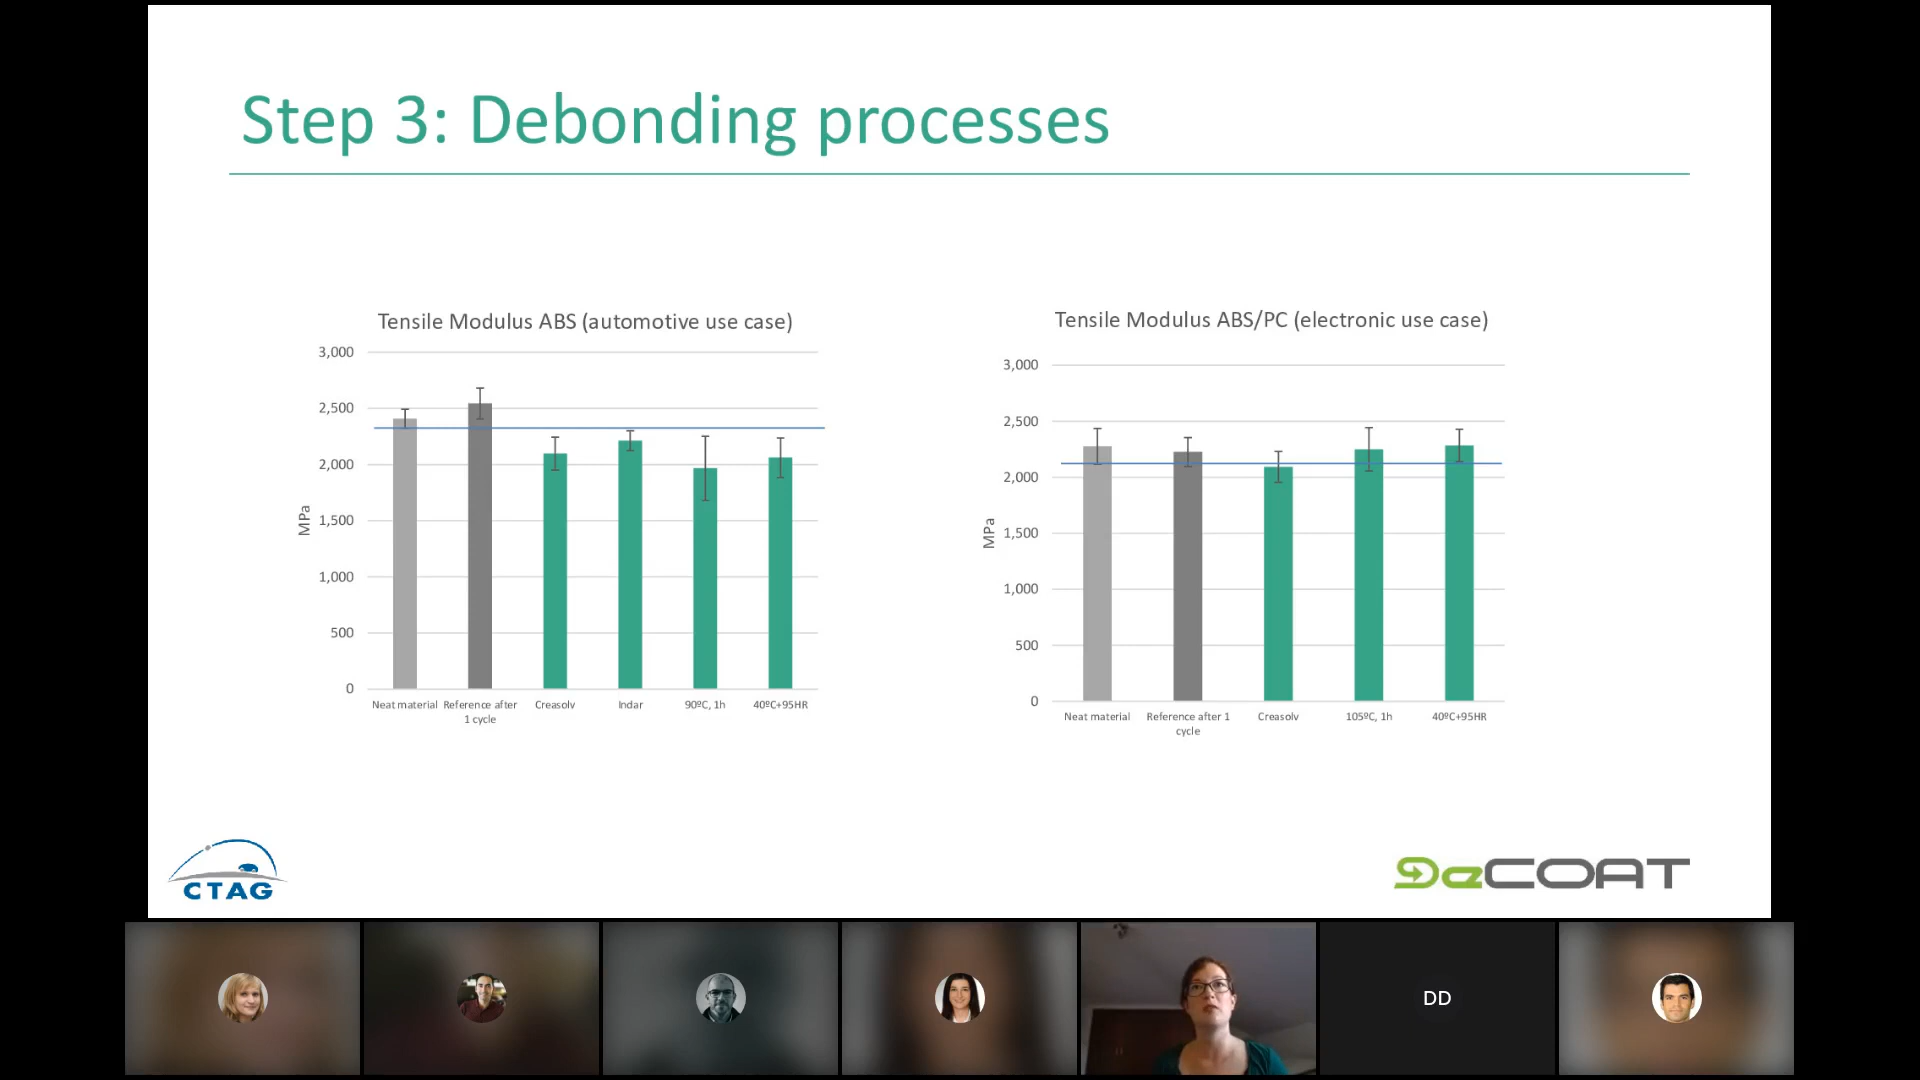 Step 3: Debonding processes
Tensile Modulus ABS (automotive use case)
3,000
2,500
2,000
1,500
1,000
500
0
MPa
Neat material
Reference after
1 cycle
Creasolv
Indar
90ºC, 1h
40ºC+95HR
Tensile Modulus ABS/PC (electronic use case)
3,000
2,500
2,000
1,500
1,000
500
0
MPa
Neat material
Reference after 1
cycle
Creasolv
105ºC, 1h
40ºC+95HR
CTAG
DeCOAT
DD